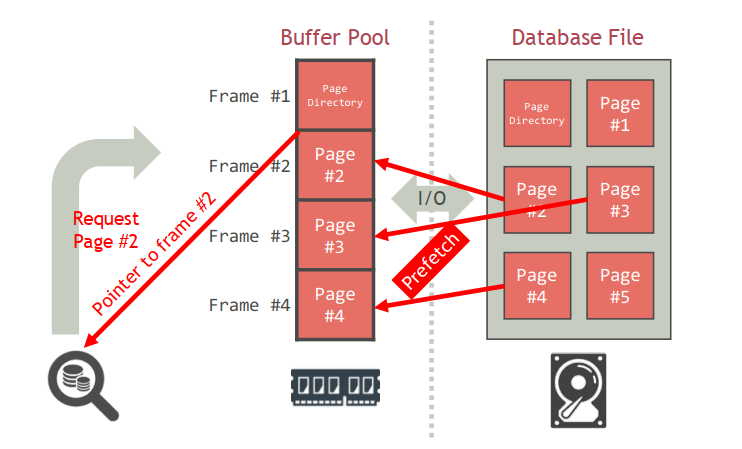 Buffer Pool
Database File
Frame #1
Page
Directory
Frame #2
Page
#2
Frame #3
Page
#3
Frame #4
Page
#4
Request
Page #2
Pointer to frame #2
I/O
Prefetch
Page
Directory
Page
#1
Page
#2
Page
#3
Page
#4
Page
#5